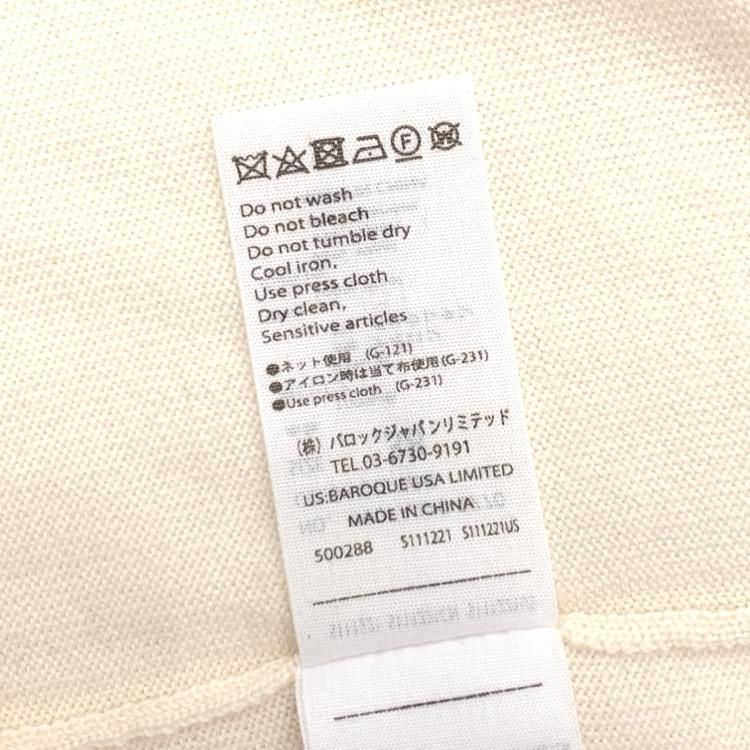 F
W
Do not wash
Do not bleach
Do not tumble dry
Cool iron,
Use press cloth
Dry clean,
Sensitive articles
●ネット使用 (G-121)
●アイロン時は当て布使用(G-231)
●Use press cloth (G-231)
(株) バロックジャパンリミテッド
TEL.03-6730-9191
US:BAROQUE USA LIMITED
MADE IN CHINA
500288 S111221 S111221US